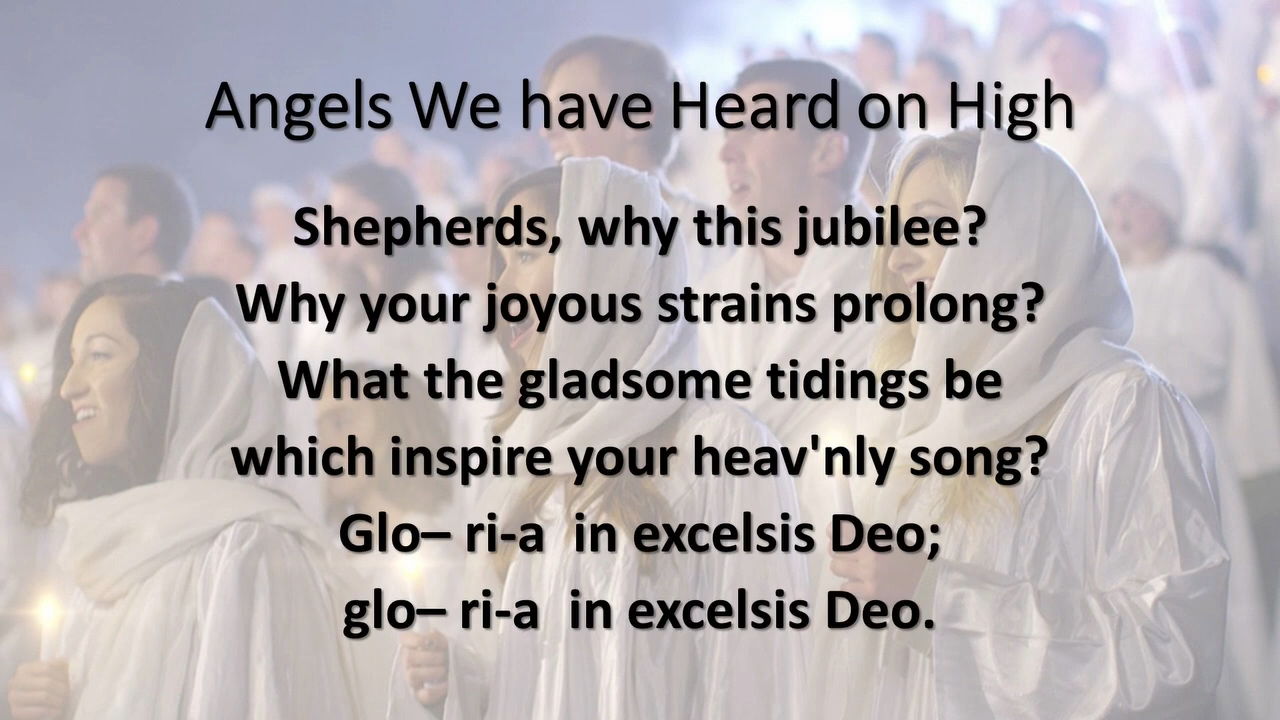 Angels We have Heard on High
Shepherds, why this jubilee?
Why your joyous strains prolong?
What the gladsome tidings be
which inspire your heav'nly song?
Glo– ri-a  in excelsis Deo;
glo– ri-a  in excelsis Deo.